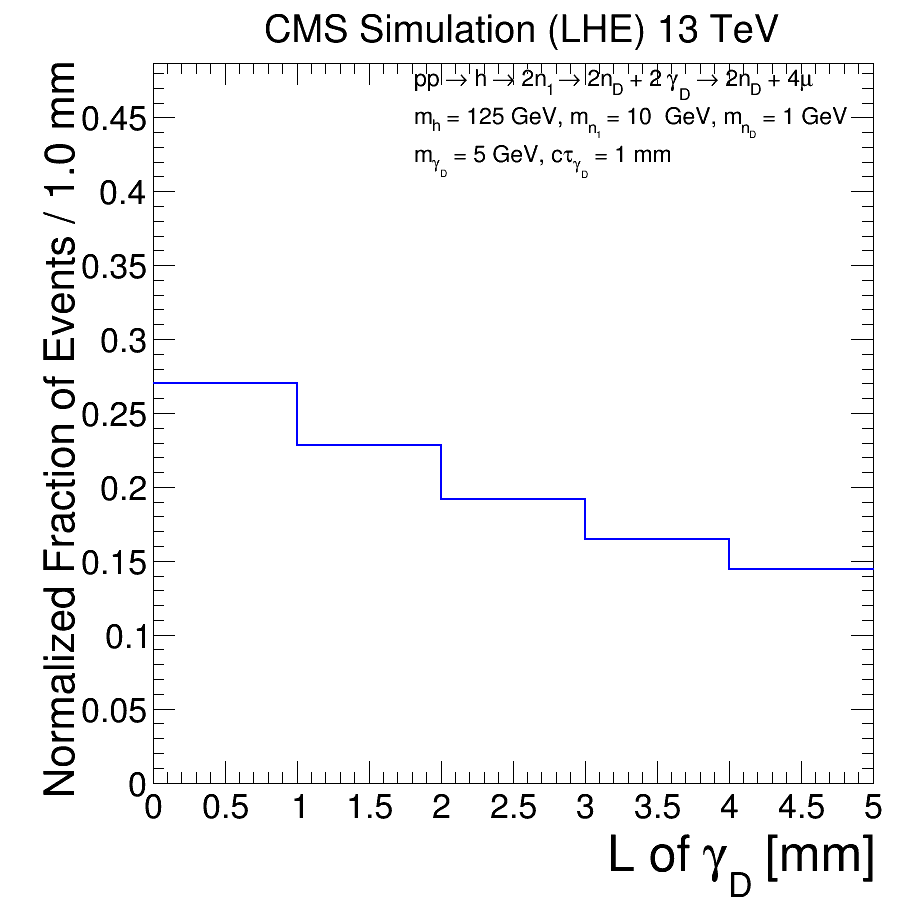 CMS Simulation (LHE) 13 TeV
pp → h → 2n1 → 2nD + 2 γD → 2nD + 4μ
mh = 125 GeV, mn1 = 10 GeV, mnD = 1 GeV
mγD = 5 GeV, cτγD = 1 mm
Normalized Fraction of Events / 1.0 mm
0.45
0.4
0.35
0.3
0.25
0.2
0.15
0.1
0.05
0
0 0.5 1 1.5 2 2.5 3 3.5 4 4.5 5
L of γD [mm]